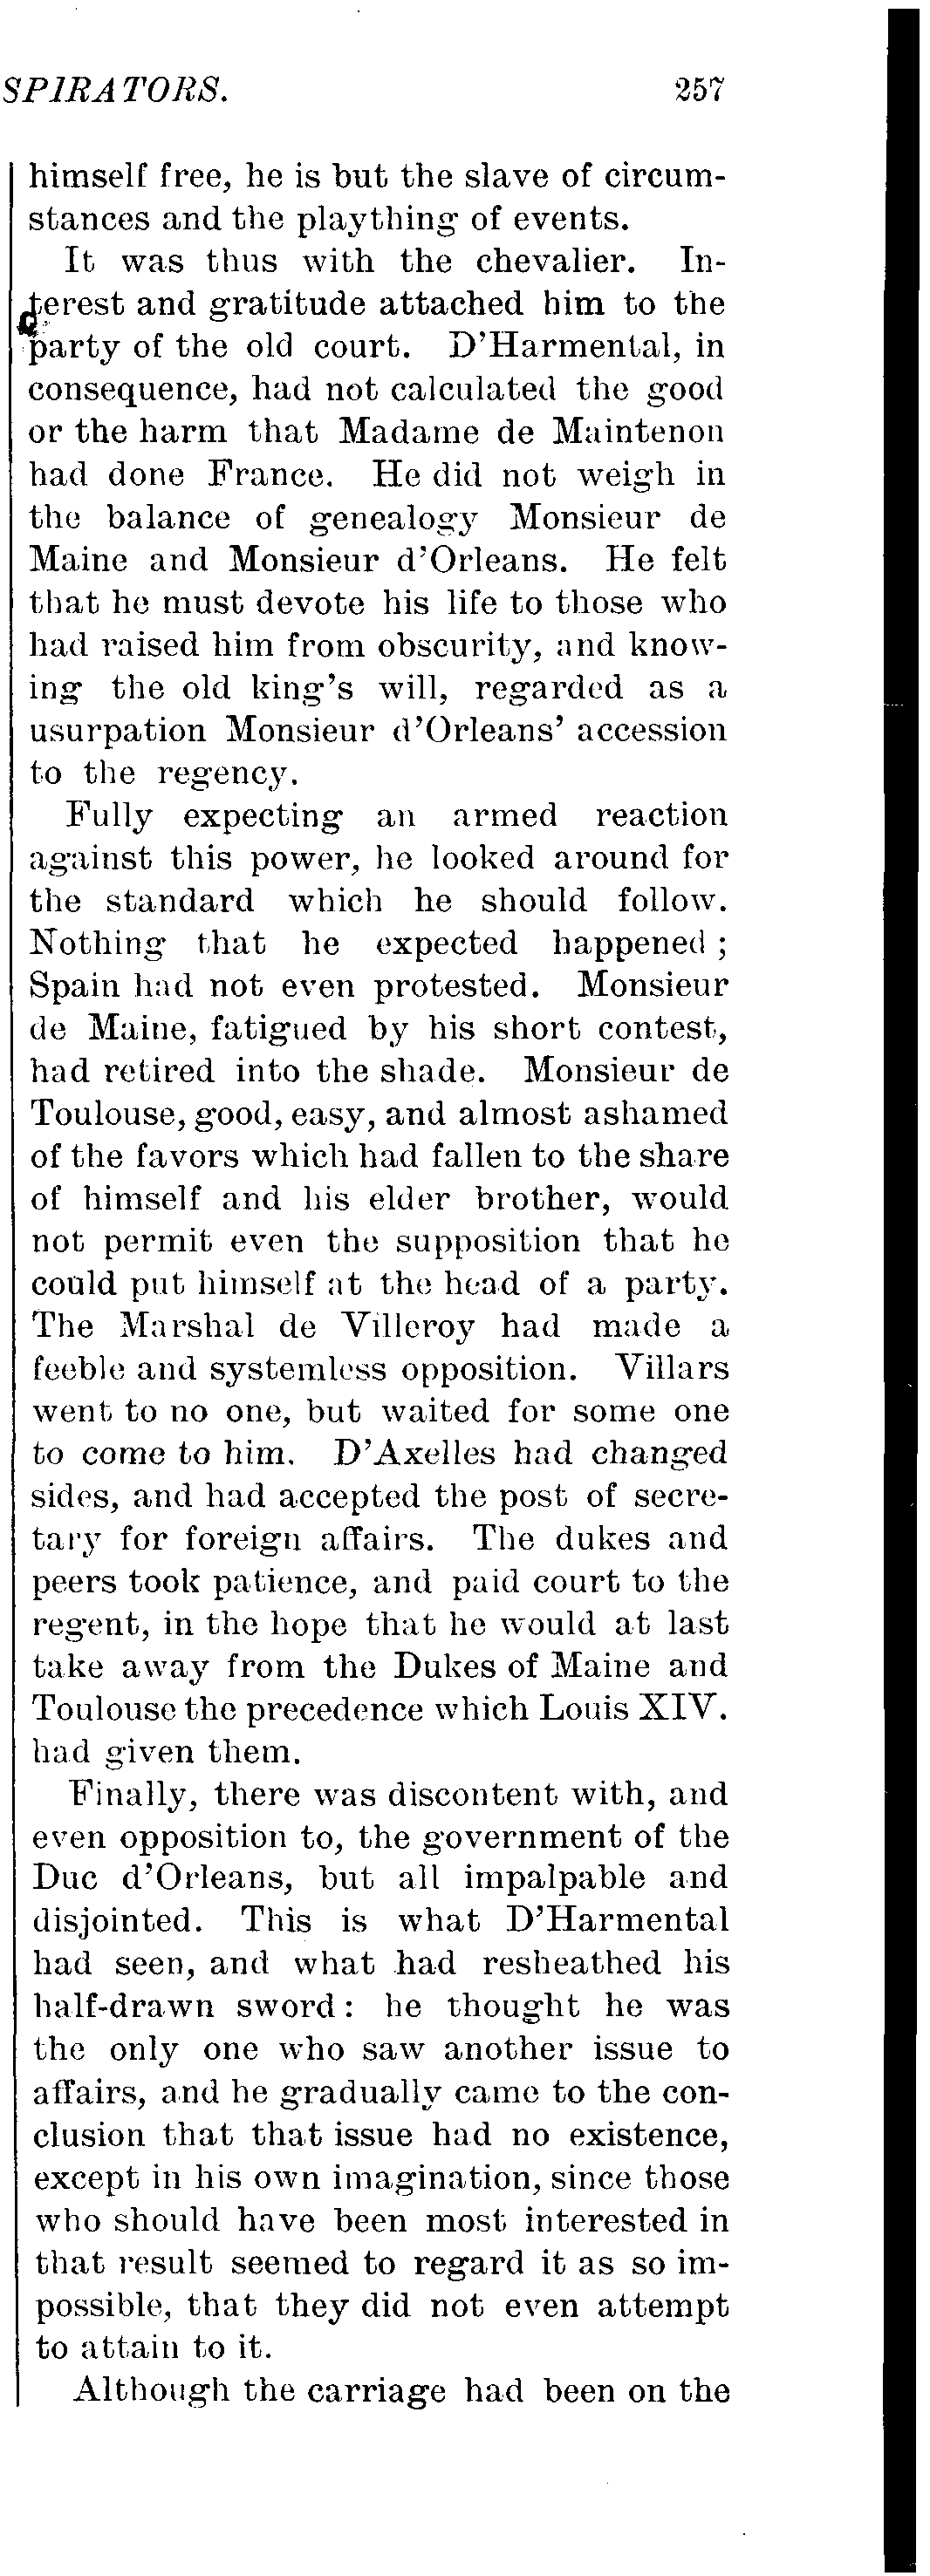 SPIRATORS. 257
himself free, he is but the slave of circum-
stances and the plaything of events.
It was thus with the chevalier. In-
terest and gratitude attached him to the
party of the old court. D'Harmental, in
consequence, had not calculated the good
or the harm that Madame de Maintenon
had done France. He did not weigh in
the balance of genealogy Monsieur de
Maine and Monsieur d'Orleans. He felt
that he must devote his life to those who
had raised him from obscurity, and know-
ing the old king's will, regarded as a
usurpation Monsieur d'Orleans' accession
to the regency.
Fully expecting an armed reaction
against this power, he looked around for
the standard which he should follow.
Nothing that he expected happened ;
Spain had not even protested. Monsieur
de Maine, fatigued by his short contest,
had retired into the shade. Monsieur de
Toulouse, good, easy, and almost ashamed
of the favors which had fallen to the share
of himself and his elder brother, would
not permit even the supposition that he
could put himself at the head of a party.
The Marshal de Villeroy had made a
feeble and systemless opposition. Villars
went to no one, but waited for some one
to come to him. D'Axelles had changed
sides, and had accepted the post of secre-
tary for foreign affairs. The dukes and
peers took patience, and paid court to the
regent, in the hope that he would at last
take away from the Dukes of Maine and
Toulouse the precedence which Louis XIV.
had given them.
Finally, there was discontent with, and
even opposition to, the government of the
Duc d'Orleans, but all impalpable and
disjointed. This is what D'Harmental
had seen, and what had resheathed his
half-drawn sword: he thought he was
the only one who saw another issue to
affairs, and he gradually came to the con-
clusion that that issue had no existence,
except in his own imagination, since those
who should have been most interested in
that result seemed to regard it as so im-
possible, that they did not even attempt
to attain to it.
Although the carriage had been on the